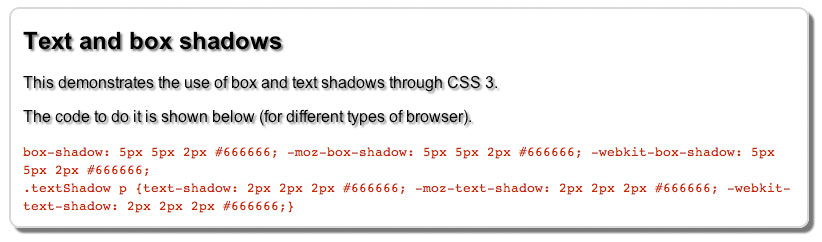 Text and box shadows
This demonstrates the use of box and text shadows through CSS 3.
The code to do it is shown below (for different types of browser).
box-shadow: 5px 5px 2px #666666; -moz-box-shadow: 5px 5px 2px #666666; -webkit-box-shadow: 5px
5px 2px #666666;
.textShadow p {text-shadow: 2px 2px 2px #666666; -moz-text-shadow: 2px 2px 2px #666666; -webkit-
text-shadow: 2px 2px 2px #666666;}